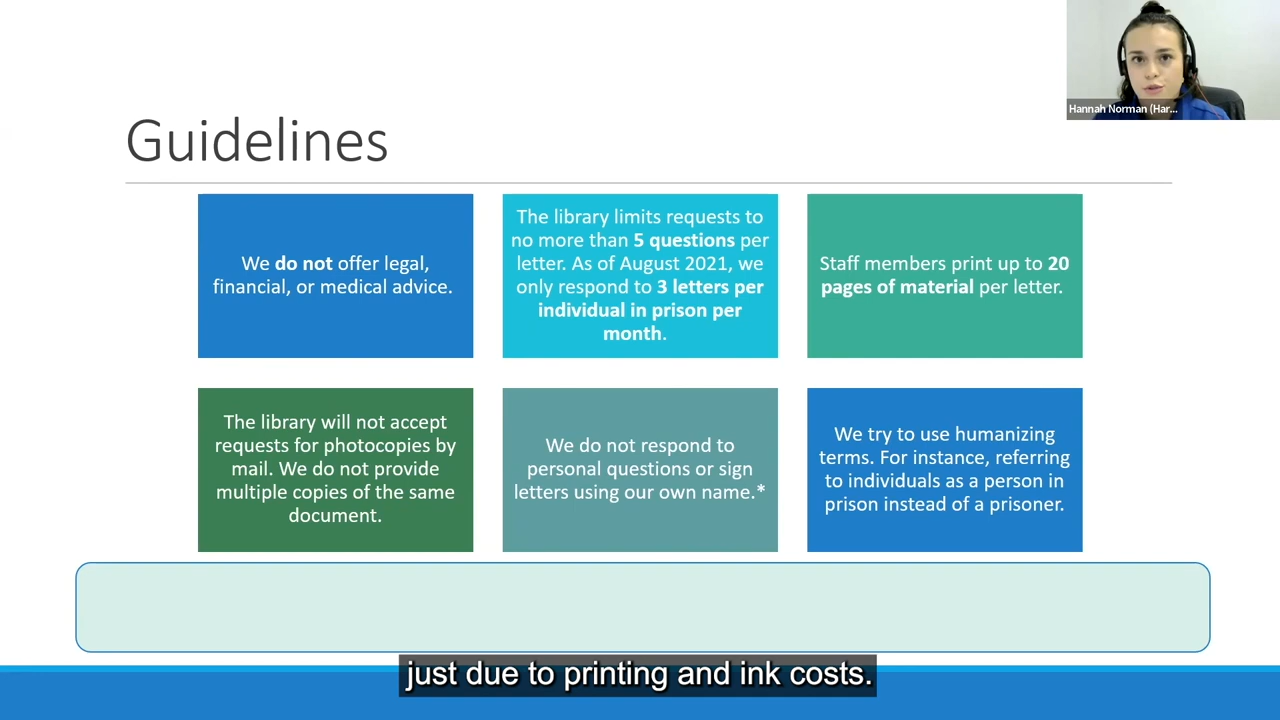 Hannah Norman (Har...
Guidelines
We do not offer legal,
financial, or medical advice.
The library limits requests to
no more than 5 questions per
letter. As of August 2021, we
only respond to 3 letters per
individual in prison per
month.
Staff members print up to 20
pages of material per letter.
The library will not accept
requests for photocopies by
mail. We do not provide
multiple copies of the same
document.
We do not respond to
personal questions or sign
letters using our own name.*
We try to use humanizing
terms. For instance, referring
to individuals as a person in
prison instead of a prisoner.
just due to printing and ink costs.